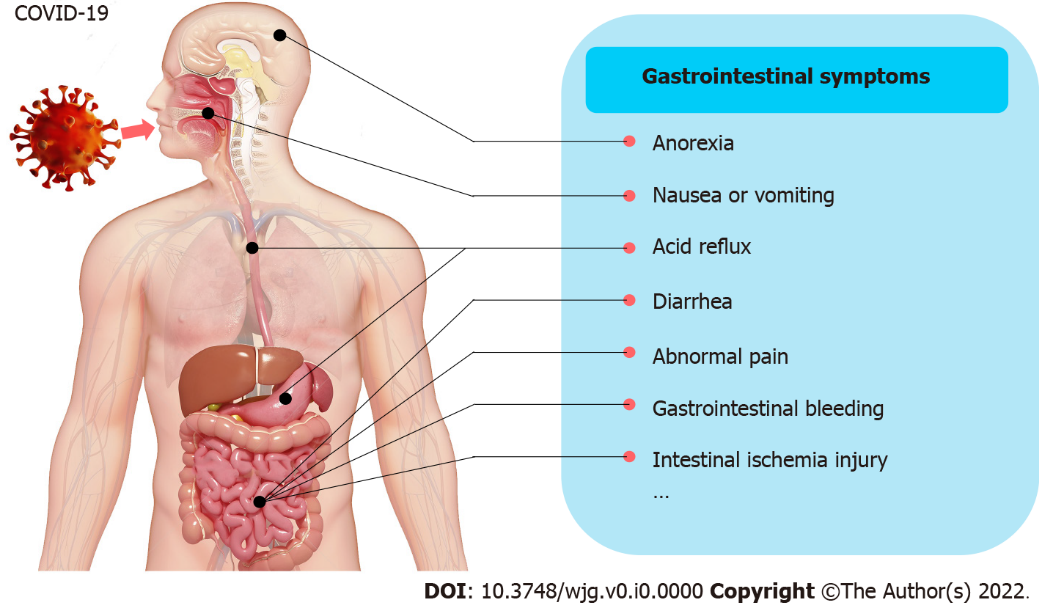 COVID-19
Gastrointestinal symptoms
Anorexia
Nausea or vomiting
Acid reflux
Diarrhea
Abnormal pain
Gastrointestinal bleeding
Intestinal ischemia injury
...
DOI: 10.3748/wjg.v0.i0.0000 Copyright ©The Author(s) 2022.